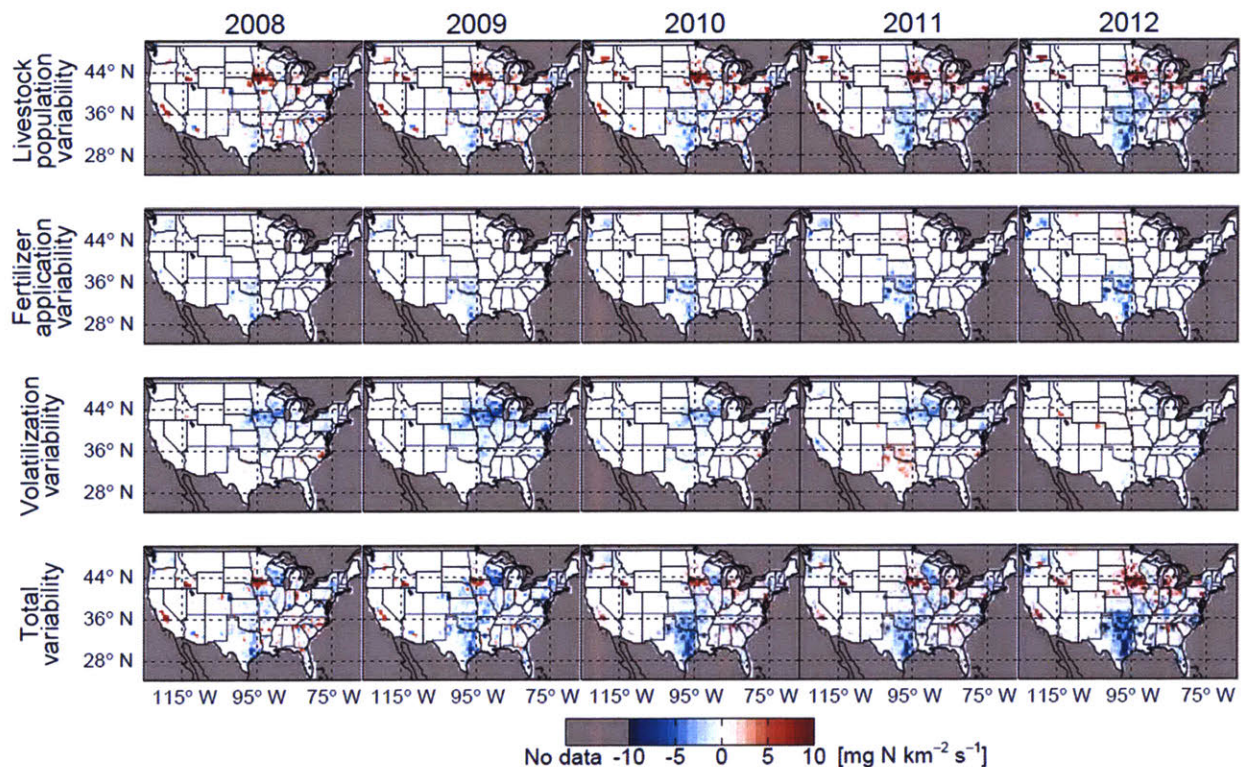 2008 2009 2010 2011 2012
Livestock
population
variability
44° N
36° N
28° N
Fertilizer
application
variability
44° N
36° N
28° N
Volatilization
variability
44° N
36° N
28° N
Total
variability
44° N
36° N
28° N
115° W 95° W 75° W 115° W 95° W 75° W 115° W 95° W 75° W 115° W 95° W 75° W 115° W 95° W 75° W
No data -10 -5 0 5 10 [mg N km⁻² s⁻¹]